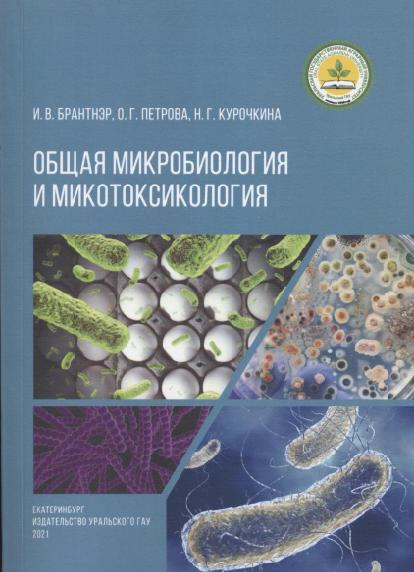 И. В. БРАНТНЭР, О. Г. ПЕТРОВА, Н. Г. КУРОЧКИНА
ОБЩАЯ МИКРОБИОЛОГИЯ
И МИКОТОКСИКОЛОГИЯ
ЕКАТЕРИНБУРГ
ИЗДАТЕЛЬСТВО УРАЛЬСКОГО ГАУ
2021